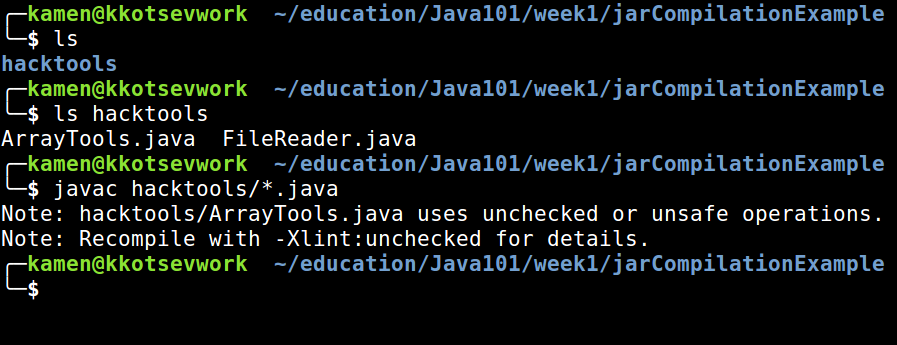 ╭─kamen@kkotsevwork  ~/education/Java101/week1/jarCompilationExample
╰─$ ls
hacktools
╭─kamen@kkotsevwork  ~/education/Java101/week1/jarCompilationExample
╰─$ ls hacktools
ArrayTools.java  FileReader.java
╭─kamen@kkotsevwork  ~/education/Java101/week1/jarCompilationExample
╰─$ javac hacktools/*.java
Note: hacktools/ArrayTools.java uses unchecked or unsafe operations.
Note: Recompile with -Xlint:unchecked for details.
╭─kamen@kkotsevwork  ~/education/Java101/week1/jarCompilationExample
╰─$